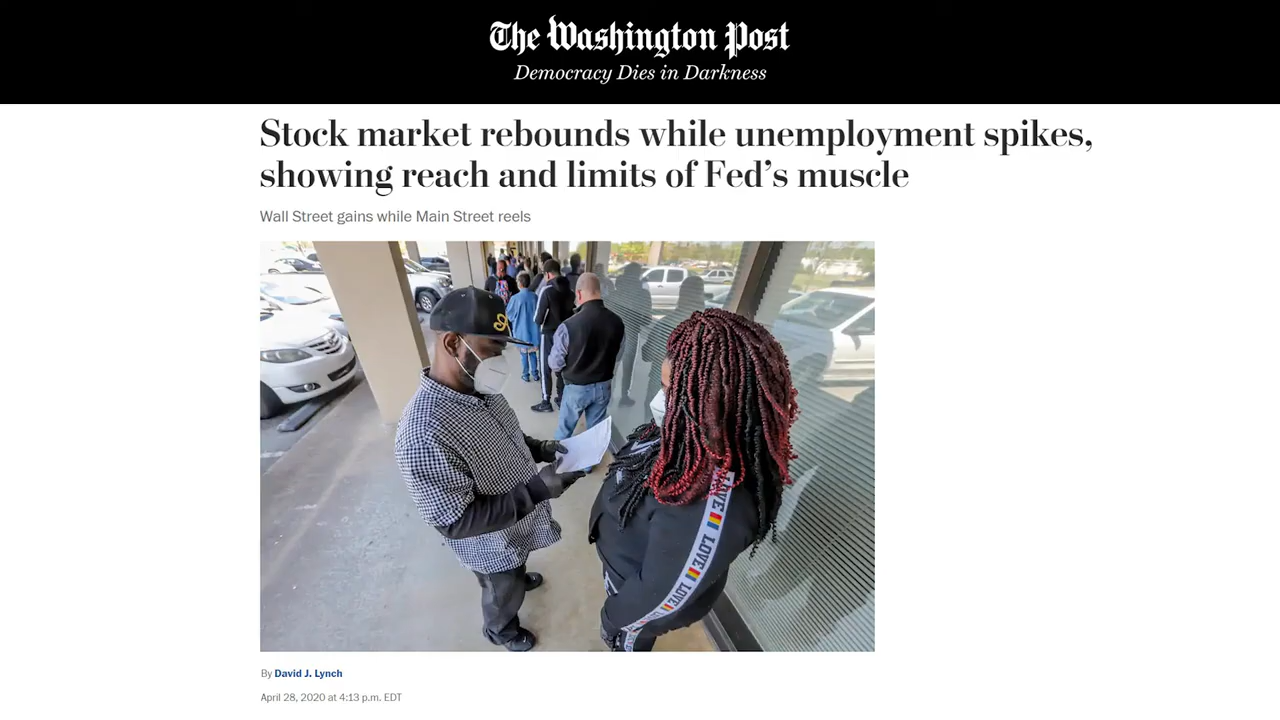 The Washington Post
Democracy Dies in Darkness
Stock market rebounds while unemployment spikes,
showing reach and limits of Fed's muscle
Wall Street gains while Main Street reels
LOVE
LOVE
LOVE
By David J. Lynch
April 28, 2020 at 4:13 p.m. EDT